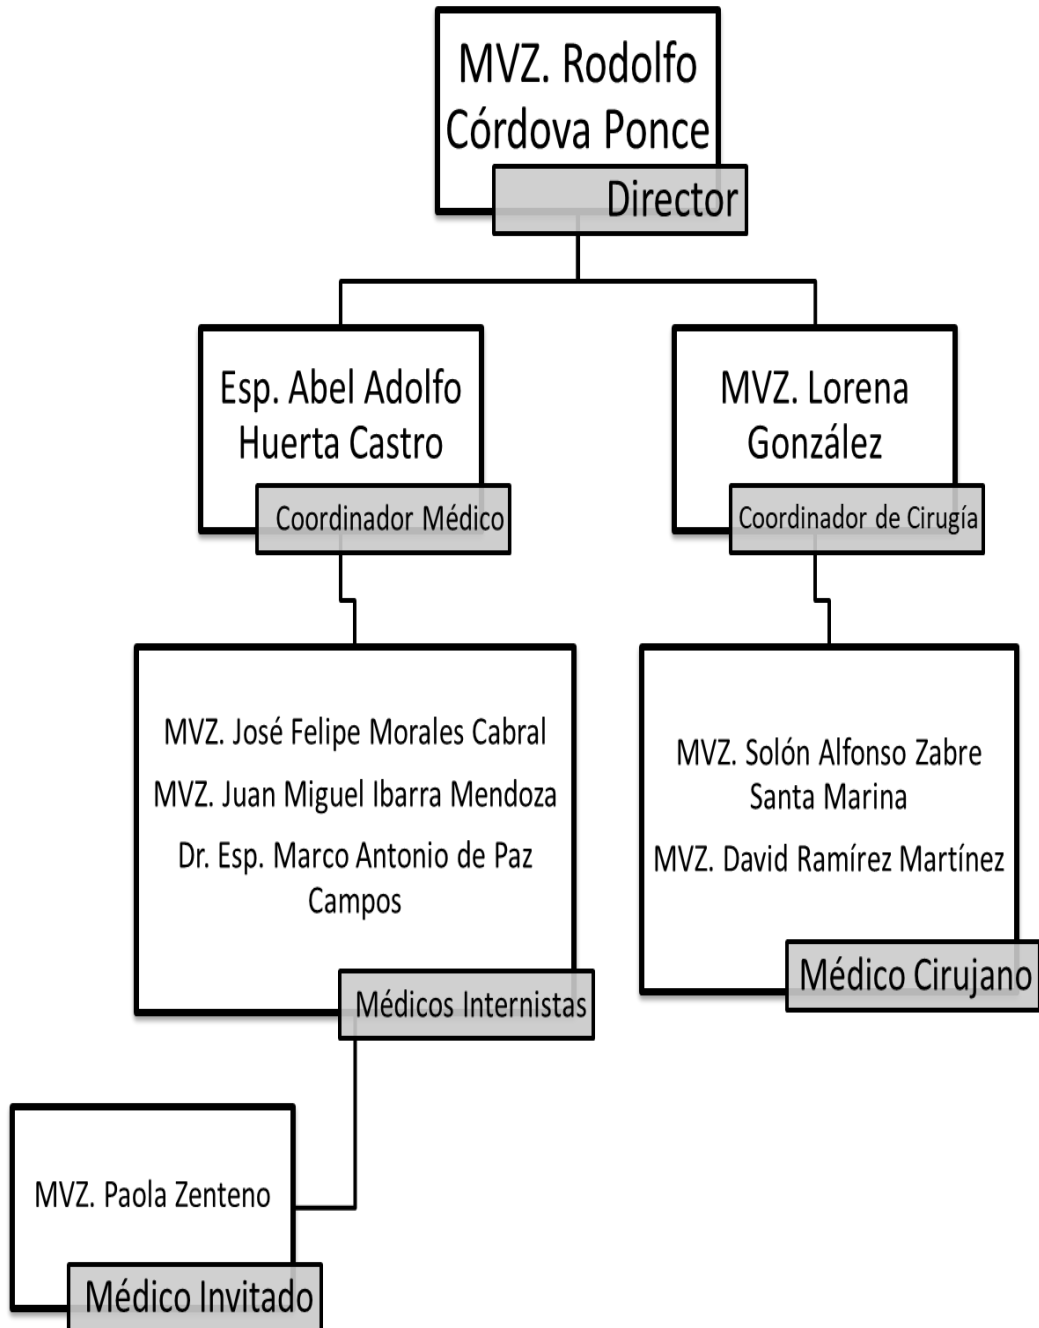 MVZ. Rodolfo
Córdova Ponce
Director
Esp. Abel Adolfo
Huerta Castro
Coordinador Médico
MVZ. Lorena
González
Coordinador de Cirugía
MVZ. José Felipe Morales Cabral
MVZ. Juan Miguel Ibarra Mendoza
Dr. Esp. Marco Antonio de Paz
Campos
Médicos Internistas
MVZ. Solón Alfonso Zabre
Santa Marina
MVZ. David Ramírez Martínez
Médico Cirujano
MVZ. Paola Zenteno
Médico Invitado